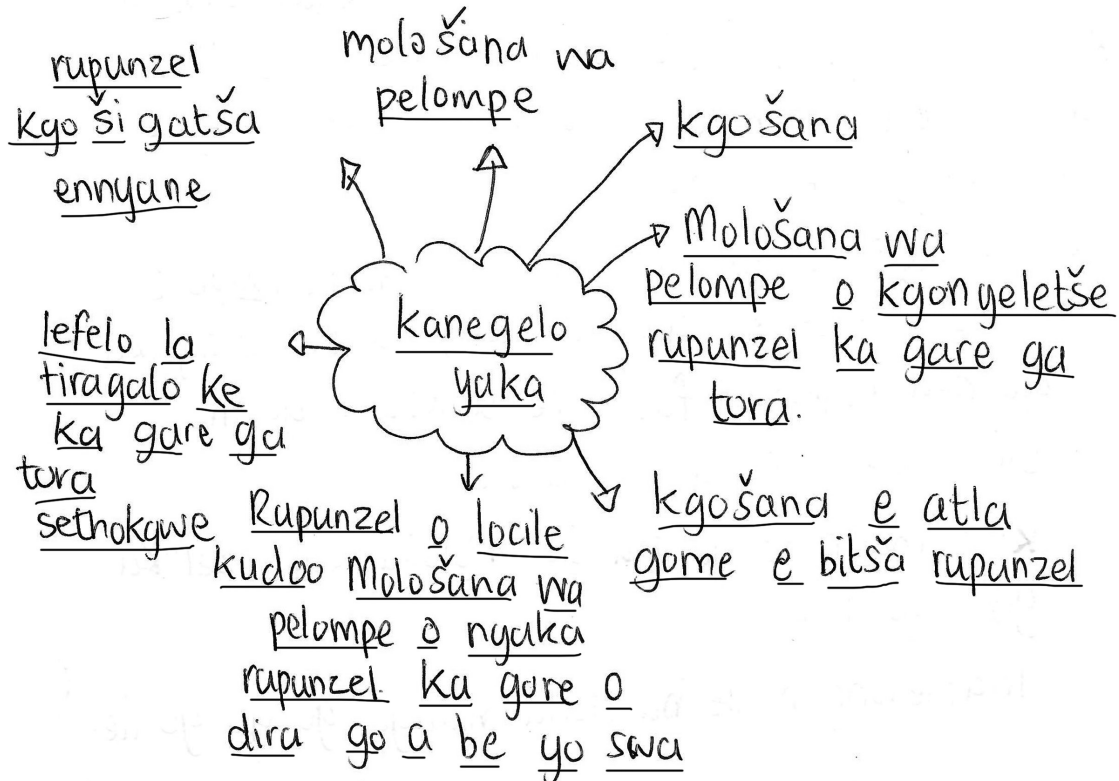 rupunzel
kgo ši gatša
ennyane
mološana wa
pelompe
kgošana
Mološana wa
pelompe o kgonyeletše
rupunzel ka gare ga
tora.
kanegelo
yaka
lefelo la
tiragalo ke
ka gare ga
tora
sethokgwe
Rupunzel o locile
kudoo Mološana wa
pelompe o nyaka
rupunzel ka gore o
dira go a be yo swa
kgošana e atla
gome e bitša rupunzel